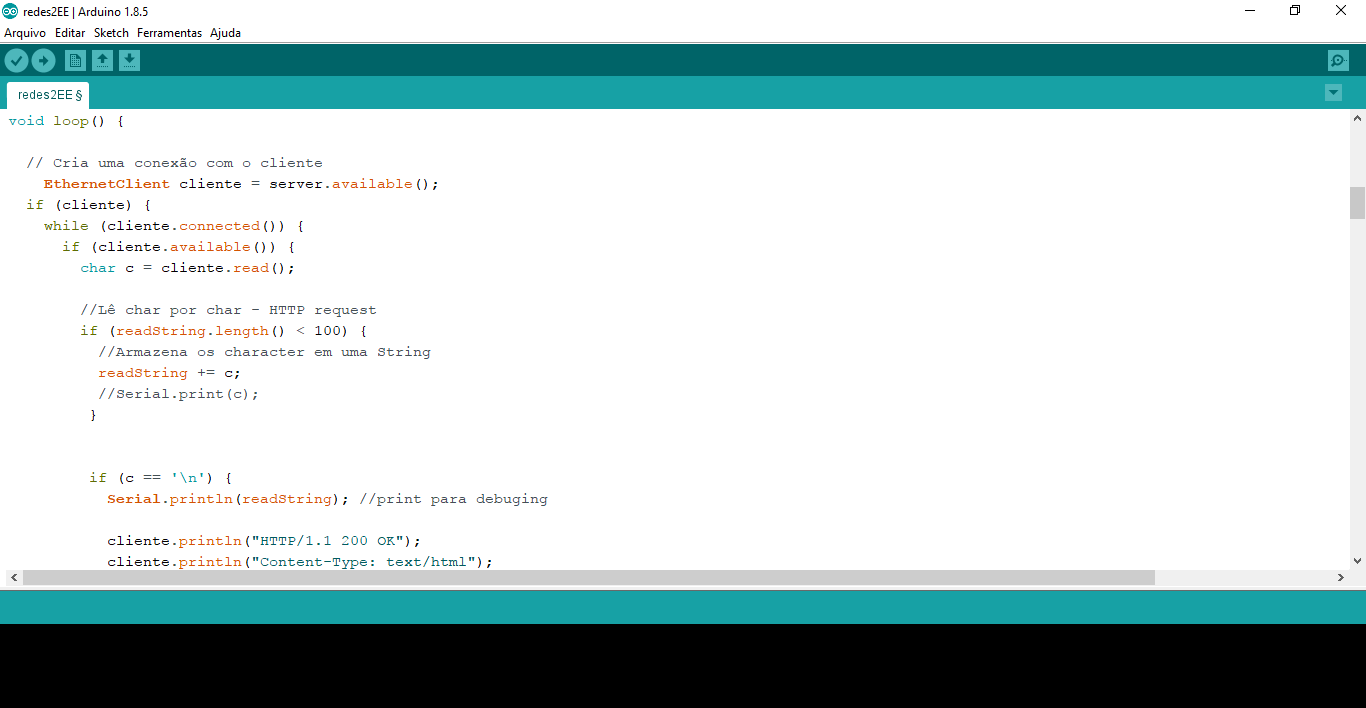 redes2EE | Arduino 1.8.5
Arquivo Editar Sketch Ferramentas Ajuda
redes2EE §
void loop() {
// Cria uma conexão com o cliente
EthernetClient cliente = server.available();
if (cliente) {
while (cliente.connected()) {
if (cliente.available()) {
char c = cliente.read();
//Lê char por char - HTTP request
if (readString.length() < 100) {
//Armazena os character em uma String
readString += c;
//Serial.print(c);
}
if (c == '\n') {
Serial.println(readString); //print para debuging
cliente.println("HTTP/1.1 200 OK");
cliente.println("Content-Type: text/html");